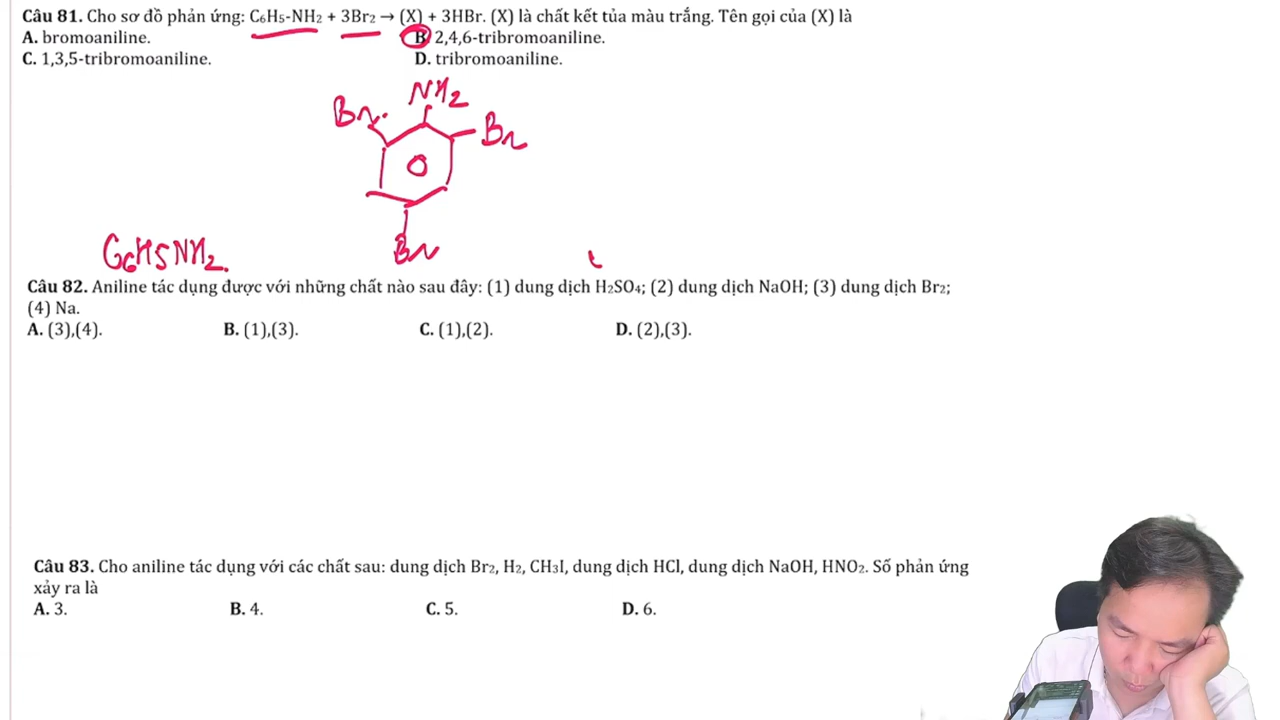 Câu 81. Cho sơ đồ phản ứng: C₆H₅-NH₂ + 3Br₂ → (X) + 3HBr. (X) là chất kết tủa màu trắng. Tên gọi của (X) là
A. bromoaniline. B. 2,4,6-tribromoaniline.
C. 1,3,5-tribromoaniline. D. tribromoaniline.
NH2
Br
Br
Br
C6H5NH2.
Câu 82. Aniline tác dụng được với những chất nào sau đây: (1) dung dịch H₂SO₄; (2) dung dịch NaOH; (3) dung dịch Br₂;
(4) Na.
A. (3),(4). B. (1),(3). C. (1),(2). D. (2),(3).
Câu 83. Cho aniline tác dụng với các chất sau: dung dịch Br₂, H₂, CH₃I, dung dịch HCl, dung dịch NaOH, HNO₂. Số phản ứng
xảy ra là
A. 3. B. 4. C. 5. D. 6.